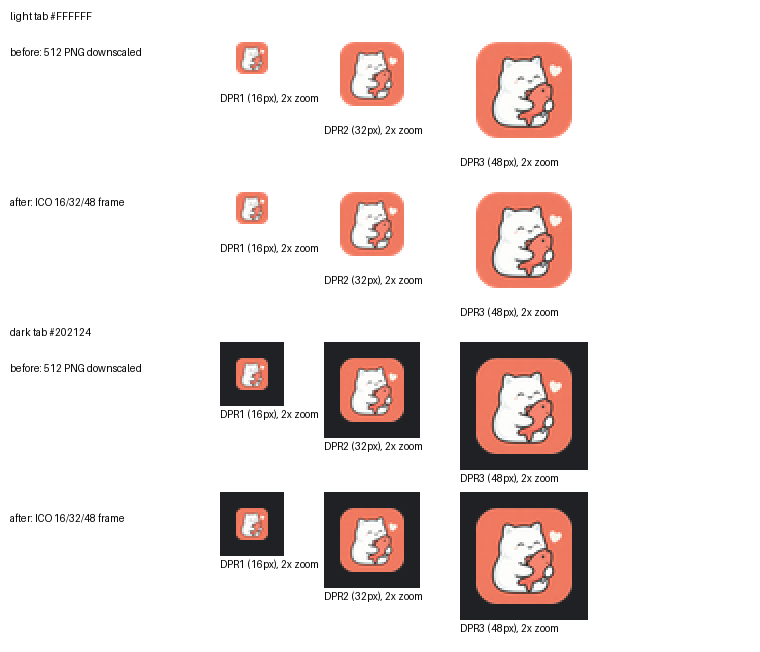 light tab #FFFFFF
before: 512 PNG downscaled
DPR1 (16px), 2x zoom
DPR2 (32px), 2x zoom
DPR3 (48px), 2x zoom
after: ICO 16/32/48 frame
DPR1 (16px), 2x zoom
DPR2 (32px), 2x zoom
DPR3 (48px), 2x zoom
dark tab #202124
before: 512 PNG downscaled
DPR1 (16px), 2x zoom
DPR2 (32px), 2x zoom
DPR3 (48px), 2x zoom
after: ICO 16/32/48 frame
DPR1 (16px), 2x zoom
DPR2 (32px), 2x zoom
DPR3 (48px), 2x zoom